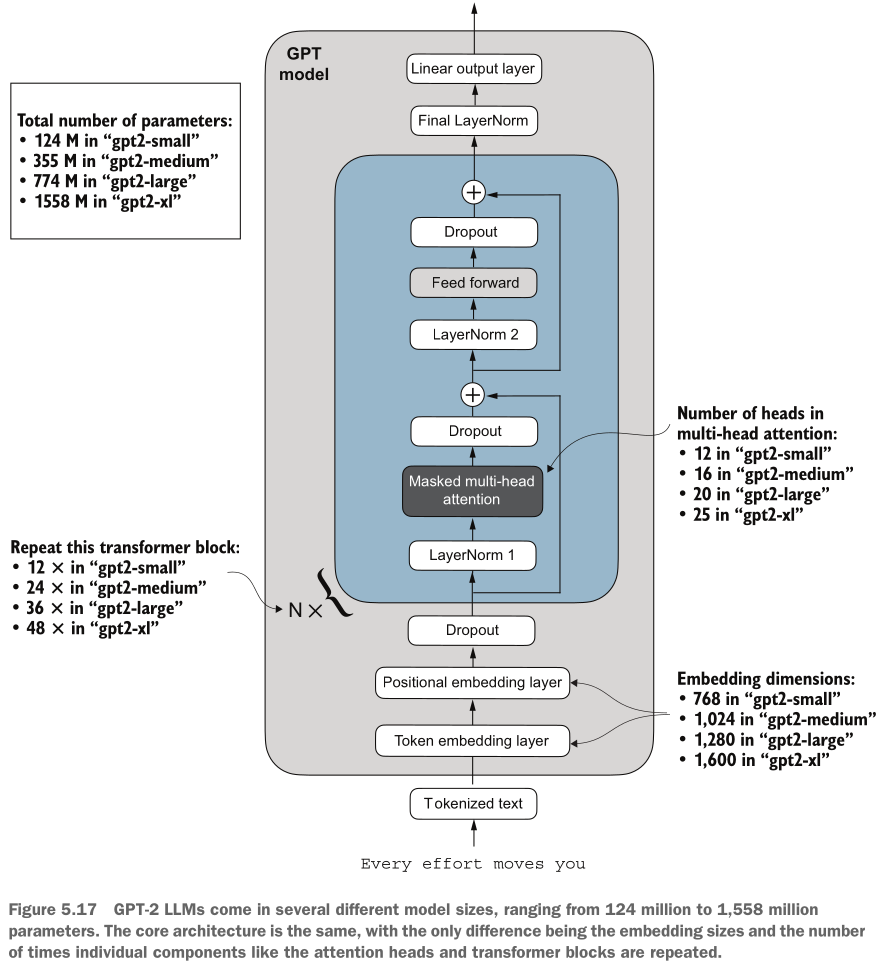 GPT
model
Linear output layer
Final LayerNorm
Total number of parameters:
• 124 M in “gpt2-small”
• 355 M in “gpt2-medium”
• 774 M in “gpt2-large”
• 1558 M in “gpt2-xl”
+
Dropout
Feed forward
LayerNorm 2
+
Dropout
Masked multi-head
attention
LayerNorm 1
Number of heads in
multi-head attention:
• 12 in “gpt2-small”
• 16 in “gpt2-medium”
• 20 in “gpt2-large”
• 25 in “gpt2-xl”
Repeat this transformer block:
• 12 × in “gpt2-small”
• 24 × in “gpt2-medium”
• 36 × in “gpt2-large”
• 48 × in “gpt2-xl”
N × {
Dropout
Positional embedding layer
Token embedding layer
Embedding dimensions:
• 768 in “gpt2-small”
• 1,024 in “gpt2-medium”
• 1,280 in “gpt2-large”
• 1,600 in “gpt2-xl”
Tokenized text
Every effort moves you
Figure 5.17 GPT-2 LLMs come in several different model sizes, ranging from 124 million to 1,558 million
parameters. The core architecture is the same, with the only difference being the embedding sizes and the number
of times individual components like the attention heads and transformer blocks are repeated.